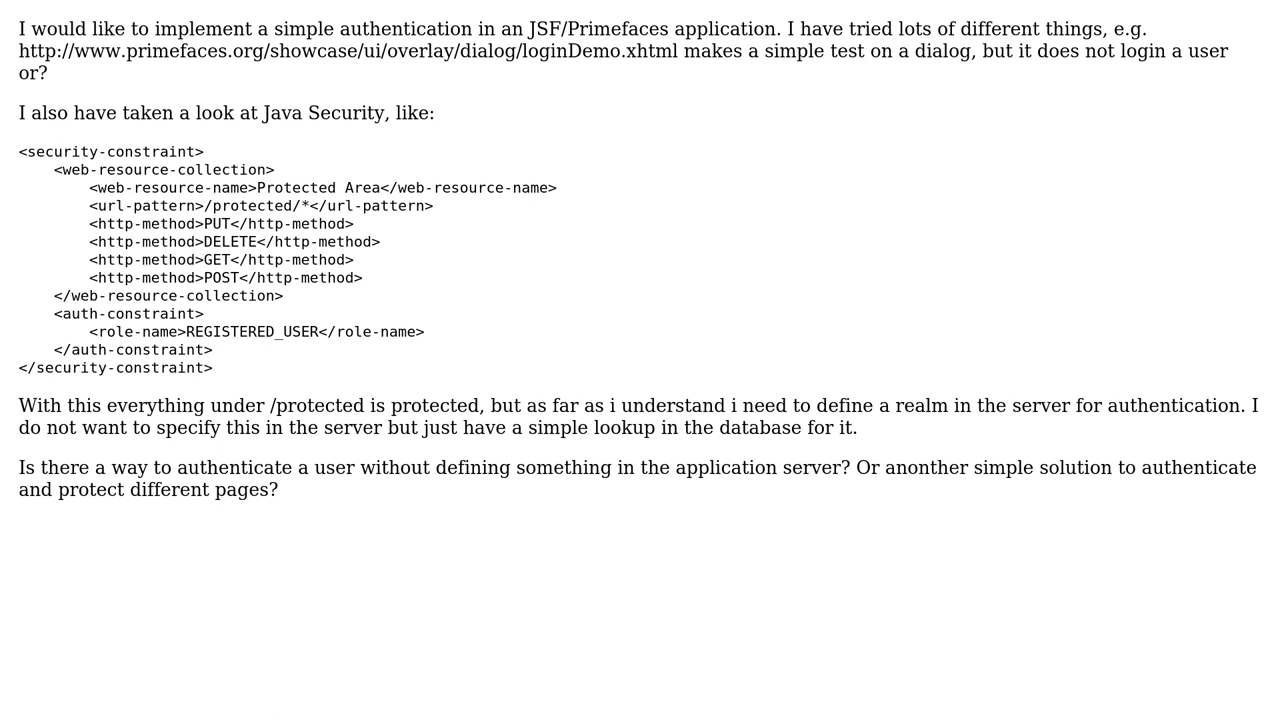 I would like to implement a simple authentication in an JSF/Primefaces application. I have tried lots of different things, e.g.
http://www.primefaces.org/showcase/ui/overlay/dialog/loginDemo.xhtml makes a simple test on a dialog, but it does not login a user
or?
I also have taken a look at Java Security, like:
<security-constraint>
    <web-resource-collection>
        <web-resource-name>Protected Area</web-resource-name>
        <url-pattern>/protected/*</url-pattern>
        <http-method>PUT</http-method>
        <http-method>DELETE</http-method>
        <http-method>GET</http-method>
        <http-method>POST</http-method>
    </web-resource-collection>
    <auth-constraint>
        <role-name>REGISTERED_USER</role-name>
    </auth-constraint>
</security-constraint>
With this everything under /protected is protected, but as far as i understand i need to define a realm in the server for authentication. I
do not want to specify this in the server but just have a simple lookup in the database for it.
Is there a way to authenticate a user without defining something in the application server? Or anonther simple solution to authenticate
and protect different pages?